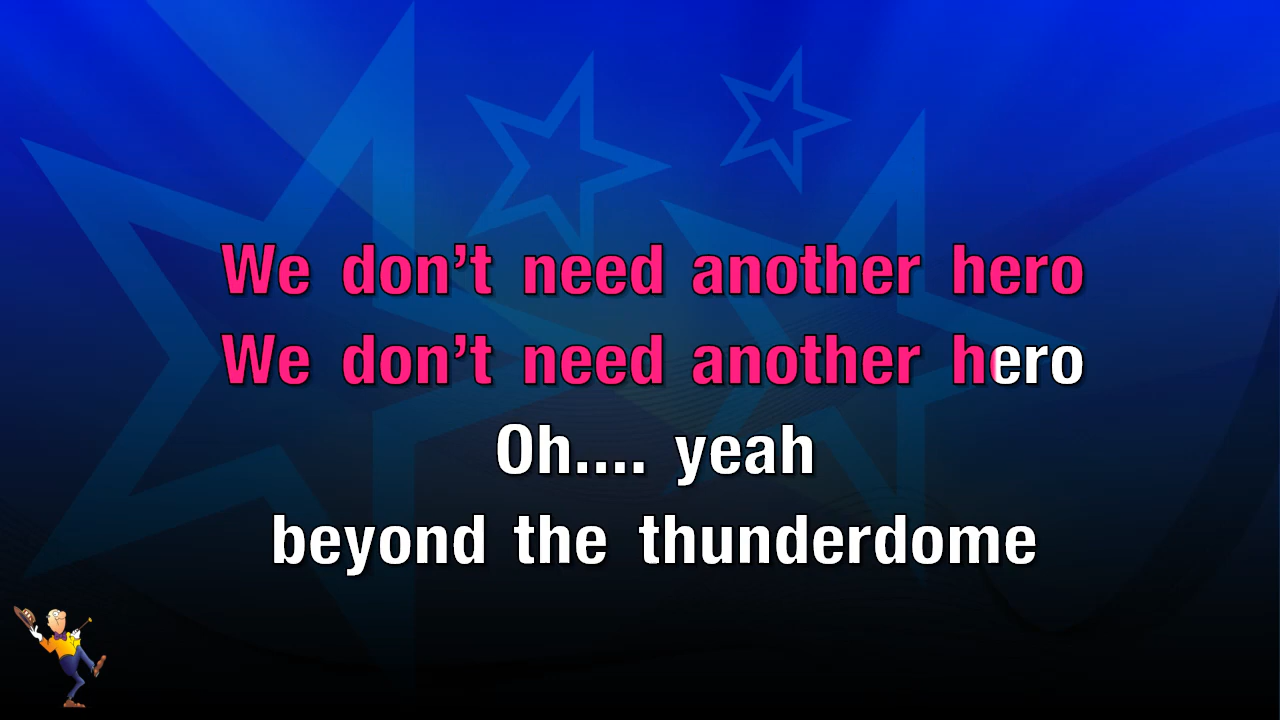 We don’t need another hero
We don’t need another hero
Oh.... yeah
beyond the thunderdome